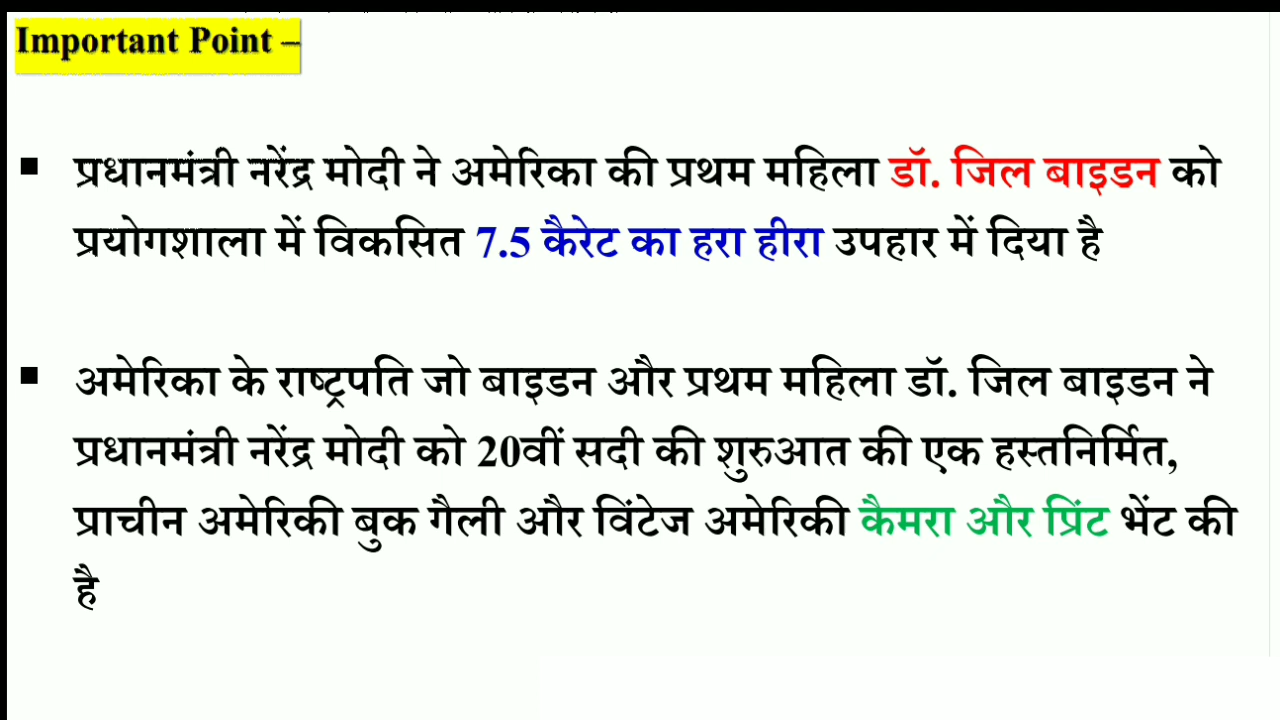 Important Point –
▪ प्रधानमंत्री नरेंद्र मोदी ने अमेरिका की प्रथम महिला डॉ. जिल बाइडन को
प्रयोगशाला में विकसित 7.5 कैरेट का हरा हीरा उपहार में दिया है
▪ अमेरिका के राष्ट्रपति जो बाइडन और प्रथम महिला डॉ. जिल बाइडन ने
प्रधानमंत्री नरेंद्र मोदी को 20वीं सदी की शुरुआत की एक हस्तनिर्मित,
प्राचीन अमेरिकी बुक गैली और विंटेज अमेरिकी कैमरा और प्रिंट भेंट की
है